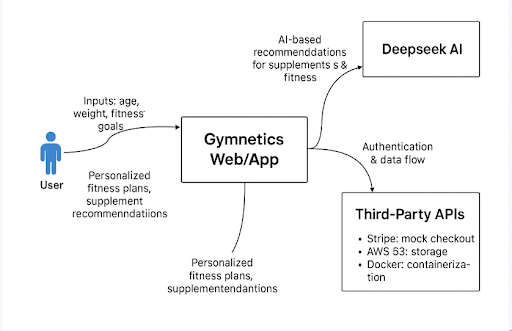 AI-based
recommenddations
for supplements s &
fitness
Deepseek AI
Inputs: age,
weight, fitness
goals
Gymnetics
Web/App
User
Personalized
fitness plans,
supplement
recommenndatiions
Authentication
& data flow
Third-Party APIs
• Stripe: mock checkout
• AWS 53: storage
• Docker: containeriza-
tion
Personalized
fitness plans,
supplementendantions